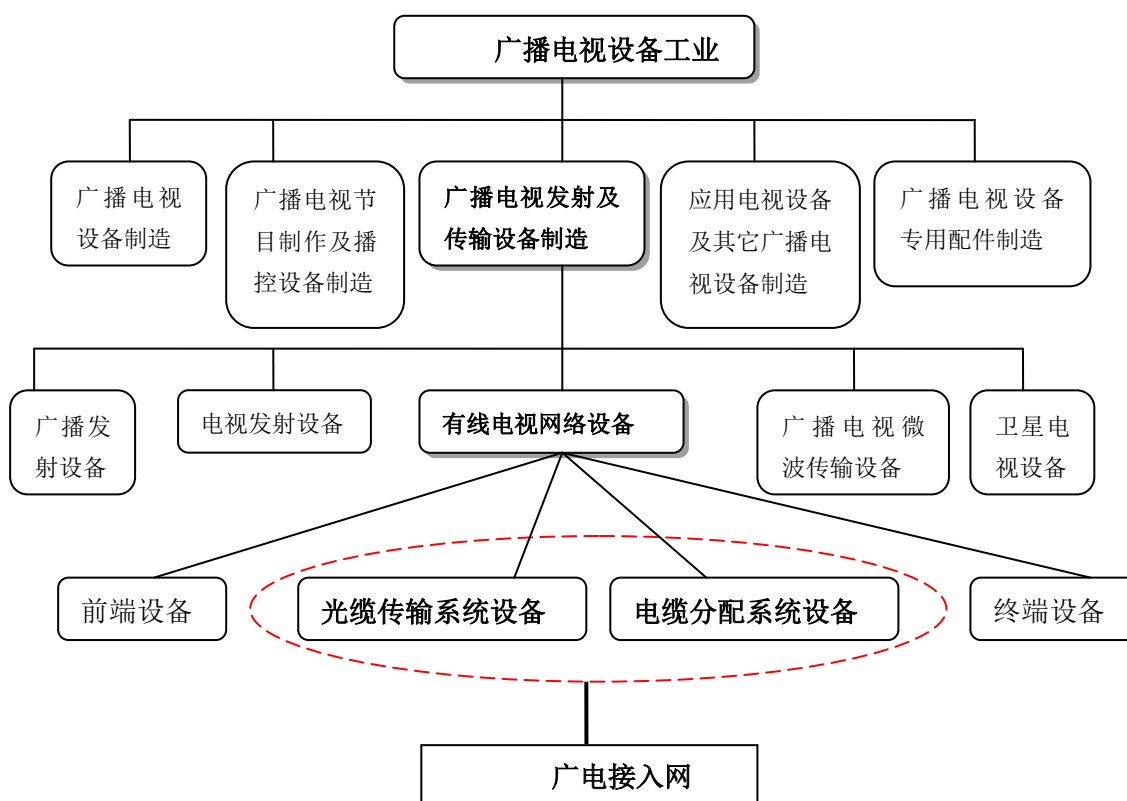 广播电视设备工业
广播电视
设备制造
广播电视节
目制作及播
控设备制造
广播电视发射及
传输设备制造
应用电视设备
及其它广播电
视设备制造
广播电视设备
专用配件制造
广播发
射设备
电视发射设备
有线电视网络设备
广播电视微
波传输设备
卫星电
视设备
前端设备
光缆传输系统设备
电缆分配系统设备
终端设备
广电接入网